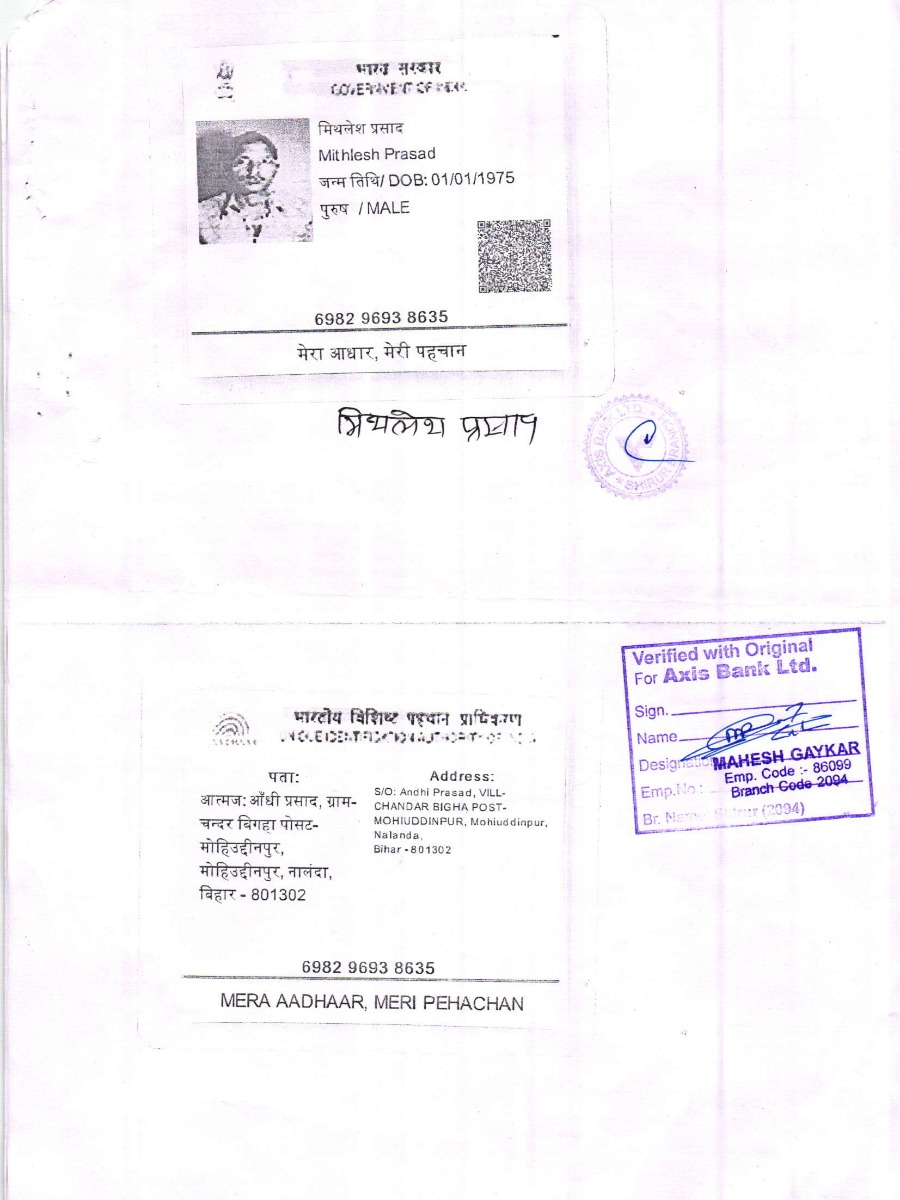 भारत सरकार
GOVERNMENT OF INDIA
मिथलेश प्रसाद
Mithlesh Prasad
जन्म तिथि/ DOB: 01/01/1975
पुरुष / MALE
6982 9693 8635
मेरा आधार, मेरी पहचान
मिथलेश प्रसाद
AXIS BANK LTD. * SHIRUR BRANCH *
Verified with Original
For Axis Bank Ltd.
Sign.
Name
Designation
MAHESH GAYKAR
Emp. Code :- 86099
Emp.No :
Branch Code 2094
Br. Name Shirur (2094)
AADHAAR
भारतीय विशिष्ट पहचान प्राधिकरण
UNIQUE IDENTIFICATION AUTHORITY OF INDIA
पता:
आत्मज: आँधी प्रसाद, ग्राम-
चन्दर बिगहा पोसट-
मोहिउद्दीनपुर,
मोहिउद्दीनपुर, नालंदा,
बिहार - 801302
Address:
S/O: Andhi Prasad, VILL-
CHANDAR BIGHA POST-
MOHIUDDINPUR, Mohiuddinpur,
Nalanda,
Bihar - 801302
6982 9693 8635
MERA AADHAAR, MERI PEHACHAN